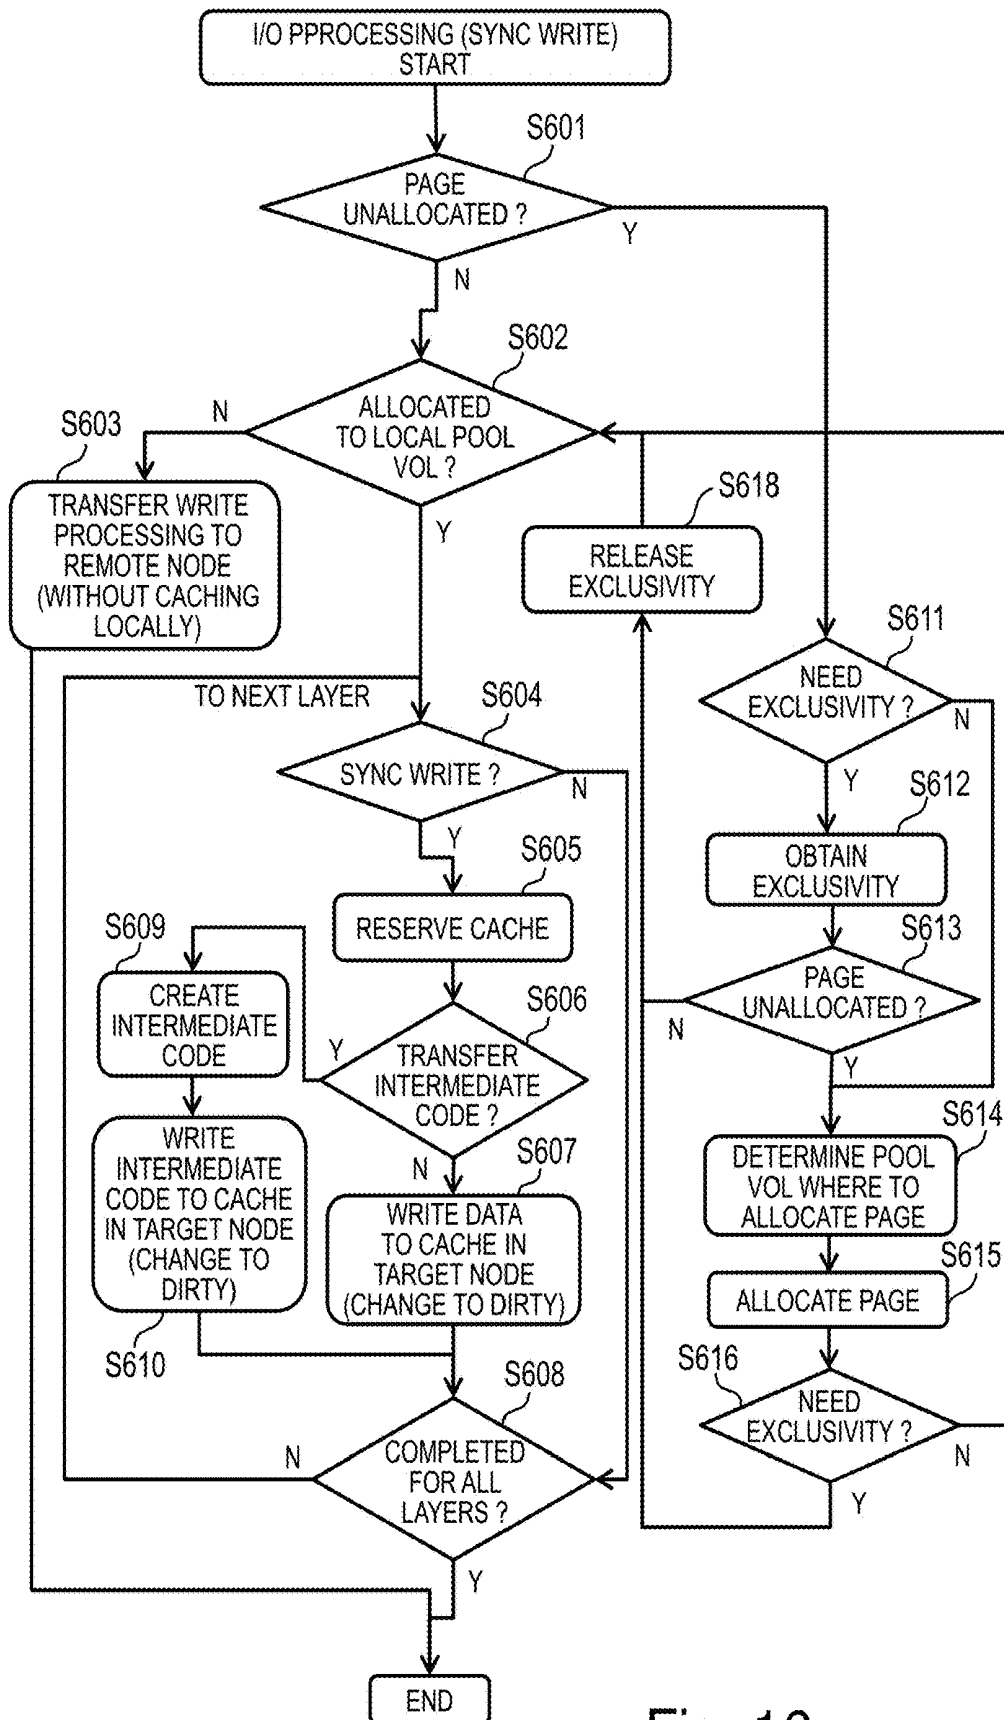 I/O PPROCESSING (SYNC WRITE)
START
S601
PAGE
UNALLOCATED ?
Y
N
S602
ALLOCATED
TO LOCAL POOL
VOL ?
N
Y
S603
TRANSFER WRITE
PROCESSING TO
REMOTE NODE
(WITHOUT CACHING
LOCALLY)
S618
RELEASE
EXCLUSIVITY
S611
NEED
EXCLUSIVITY ?
N
Y
TO NEXT LAYER
S604
SYNC WRITE ?
N
Y
S612
OBTAIN
EXCLUSIVITY
S605
RESERVE CACHE
S613
PAGE
UNALLOCATED ?
N
Y
S609
CREATE
INTERMEDIATE
CODE
S606
TRANSFER
INTERMEDIATE
CODE ?
Y
N
S614
DETERMINE POOL
VOL WHERE TO
ALLOCATE PAGE
WRITE
INTERMEDIATE
CODE TO CACHE
IN TARGET NODE
(CHANGE TO
DIRTY)
S610
S607
WRITE DATA
TO CACHE IN
TARGET NODE
(CHANGE TO DIRTY)
S615
ALLOCATE PAGE
S616
NEED
EXCLUSIVITY ?
N
Y
S608
COMPLETED
FOR ALL
LAYERS ?
N
Y
END